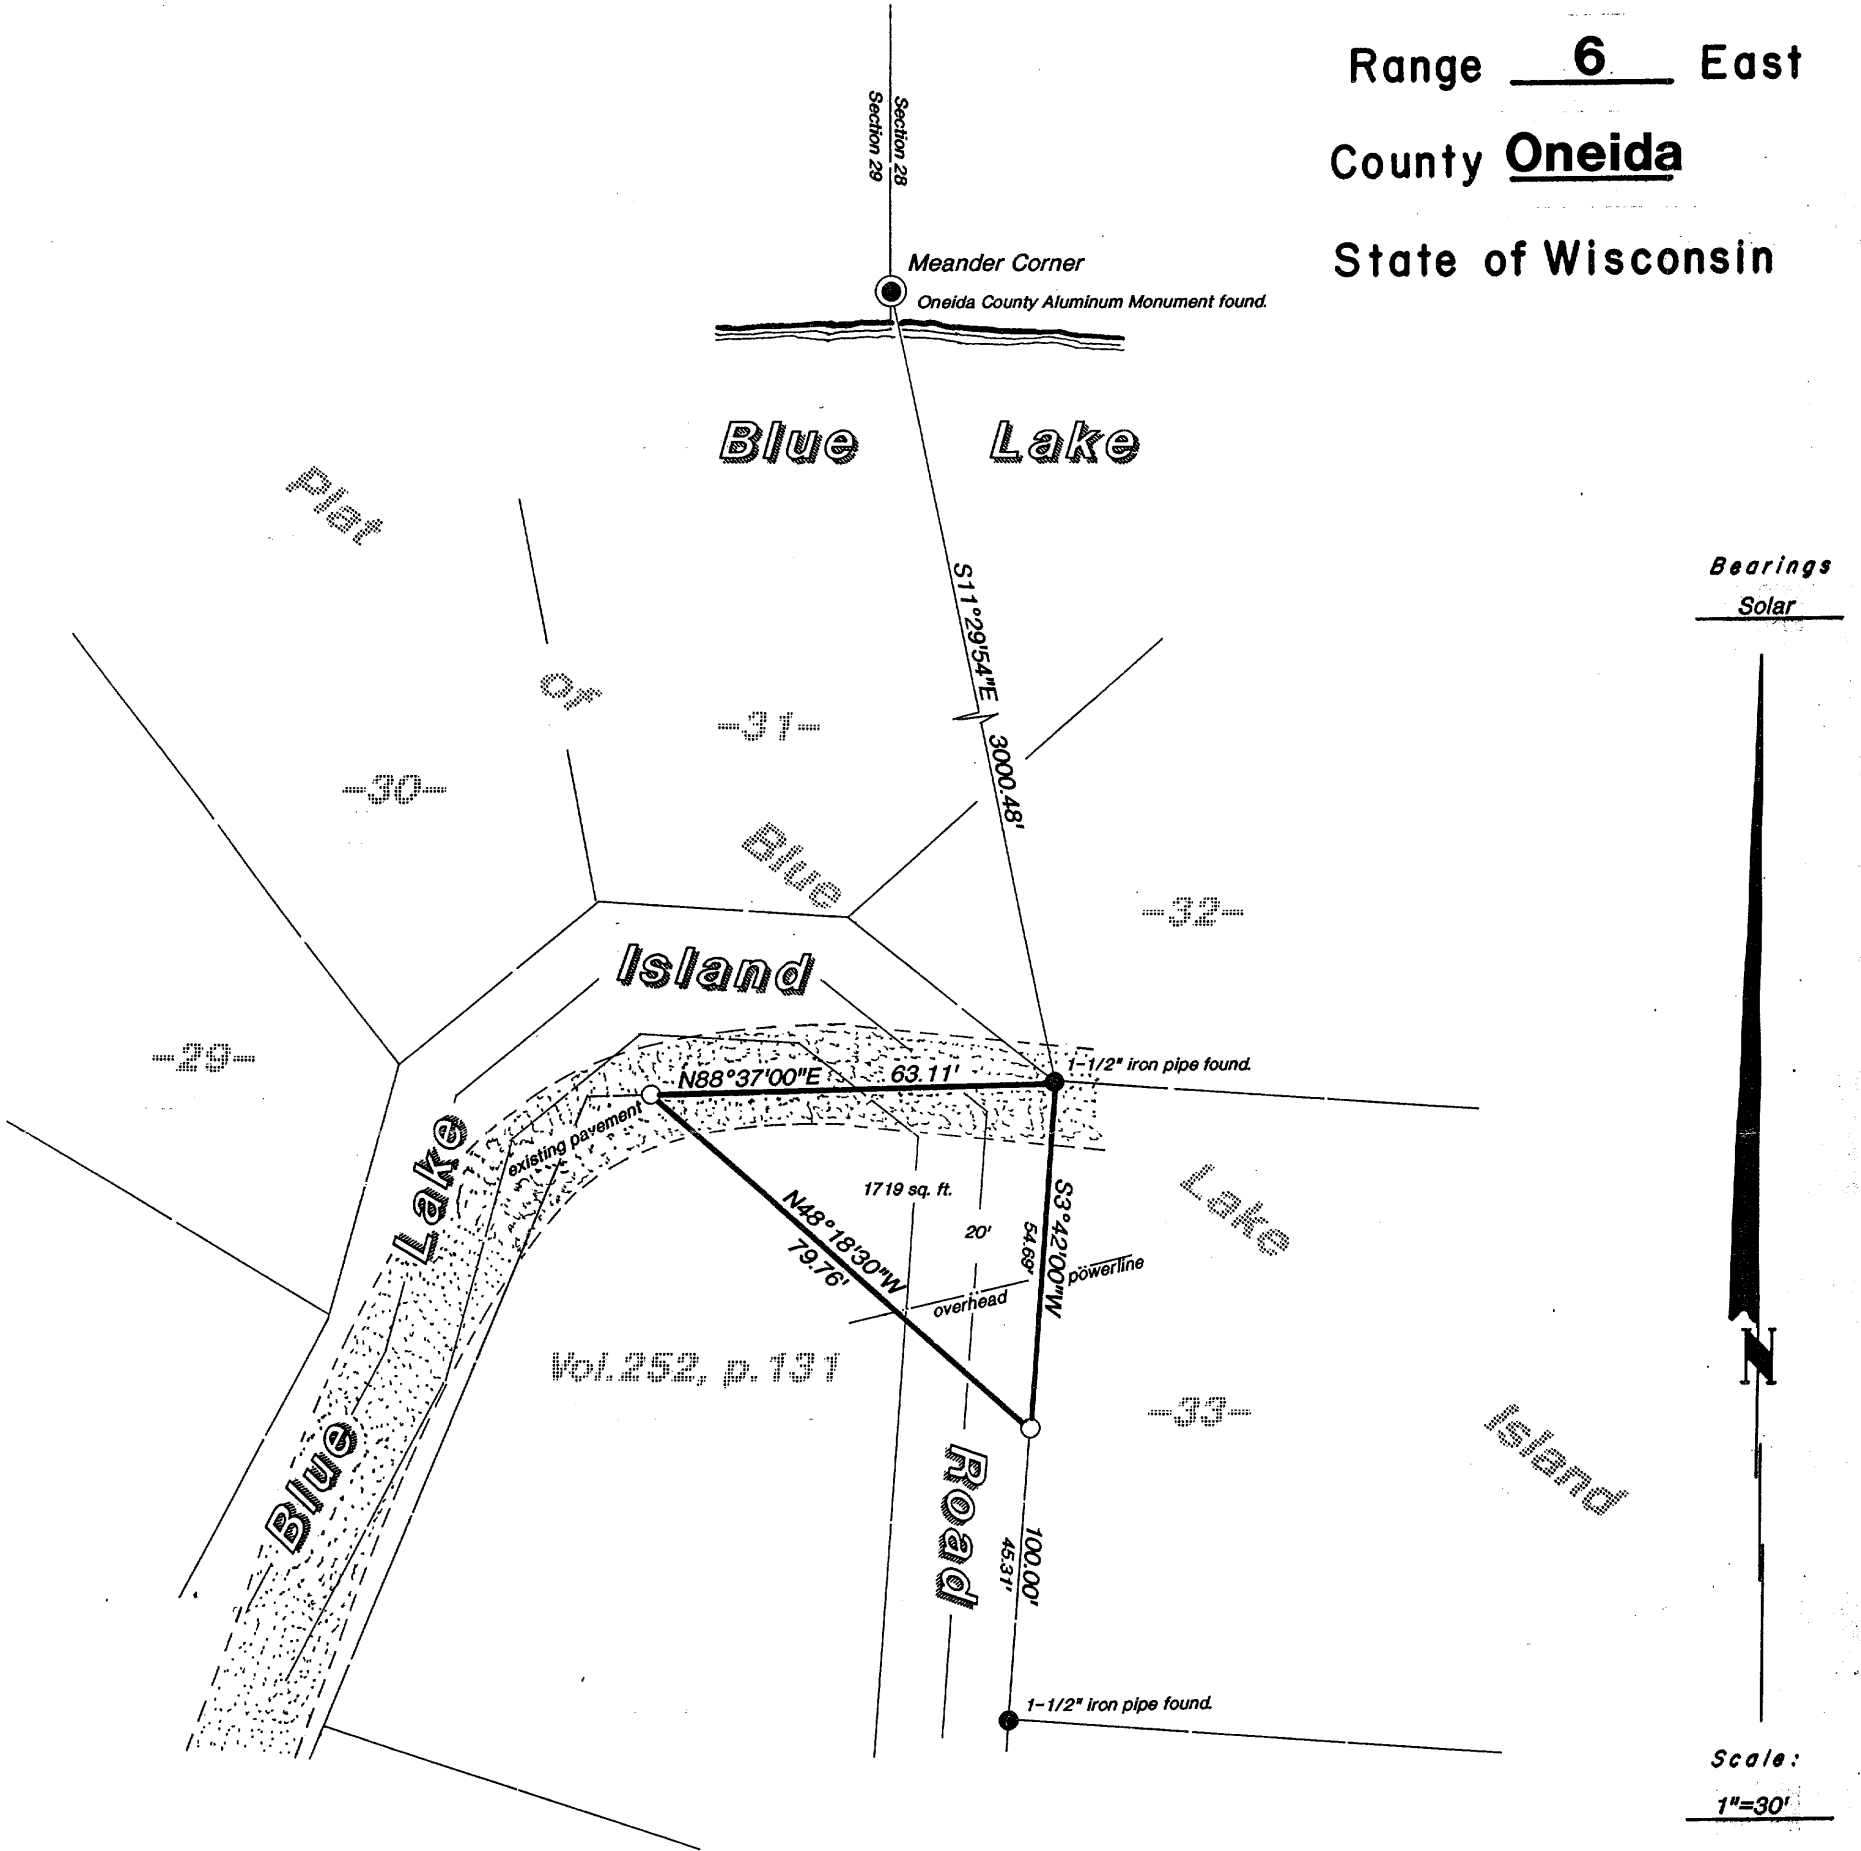 Range 6 East
County Oneida
State of Wisconsin
Section 28
Section 29
Meander Corner
Oneida County Aluminum Monument found.
Blue Lake
Plat
of
Blue
Lake
Island
Bearings
Solar
S11°29'54"E 3000.48'
-31-
-30-
-32-
-29-
-33-
Island
Lake
Blue
Road
1-1/2" iron pipe found.
N88°37'00"E 63.11'
existing pavement
1719 sq. ft.
20'
N48°18'30"W
79.76'
S3°42'00"W
54.69'
overhead powerline
Vol.252, p.131
100.00'
45.31'
1-1/2" iron pipe found.
N
Scale:
1"=30'